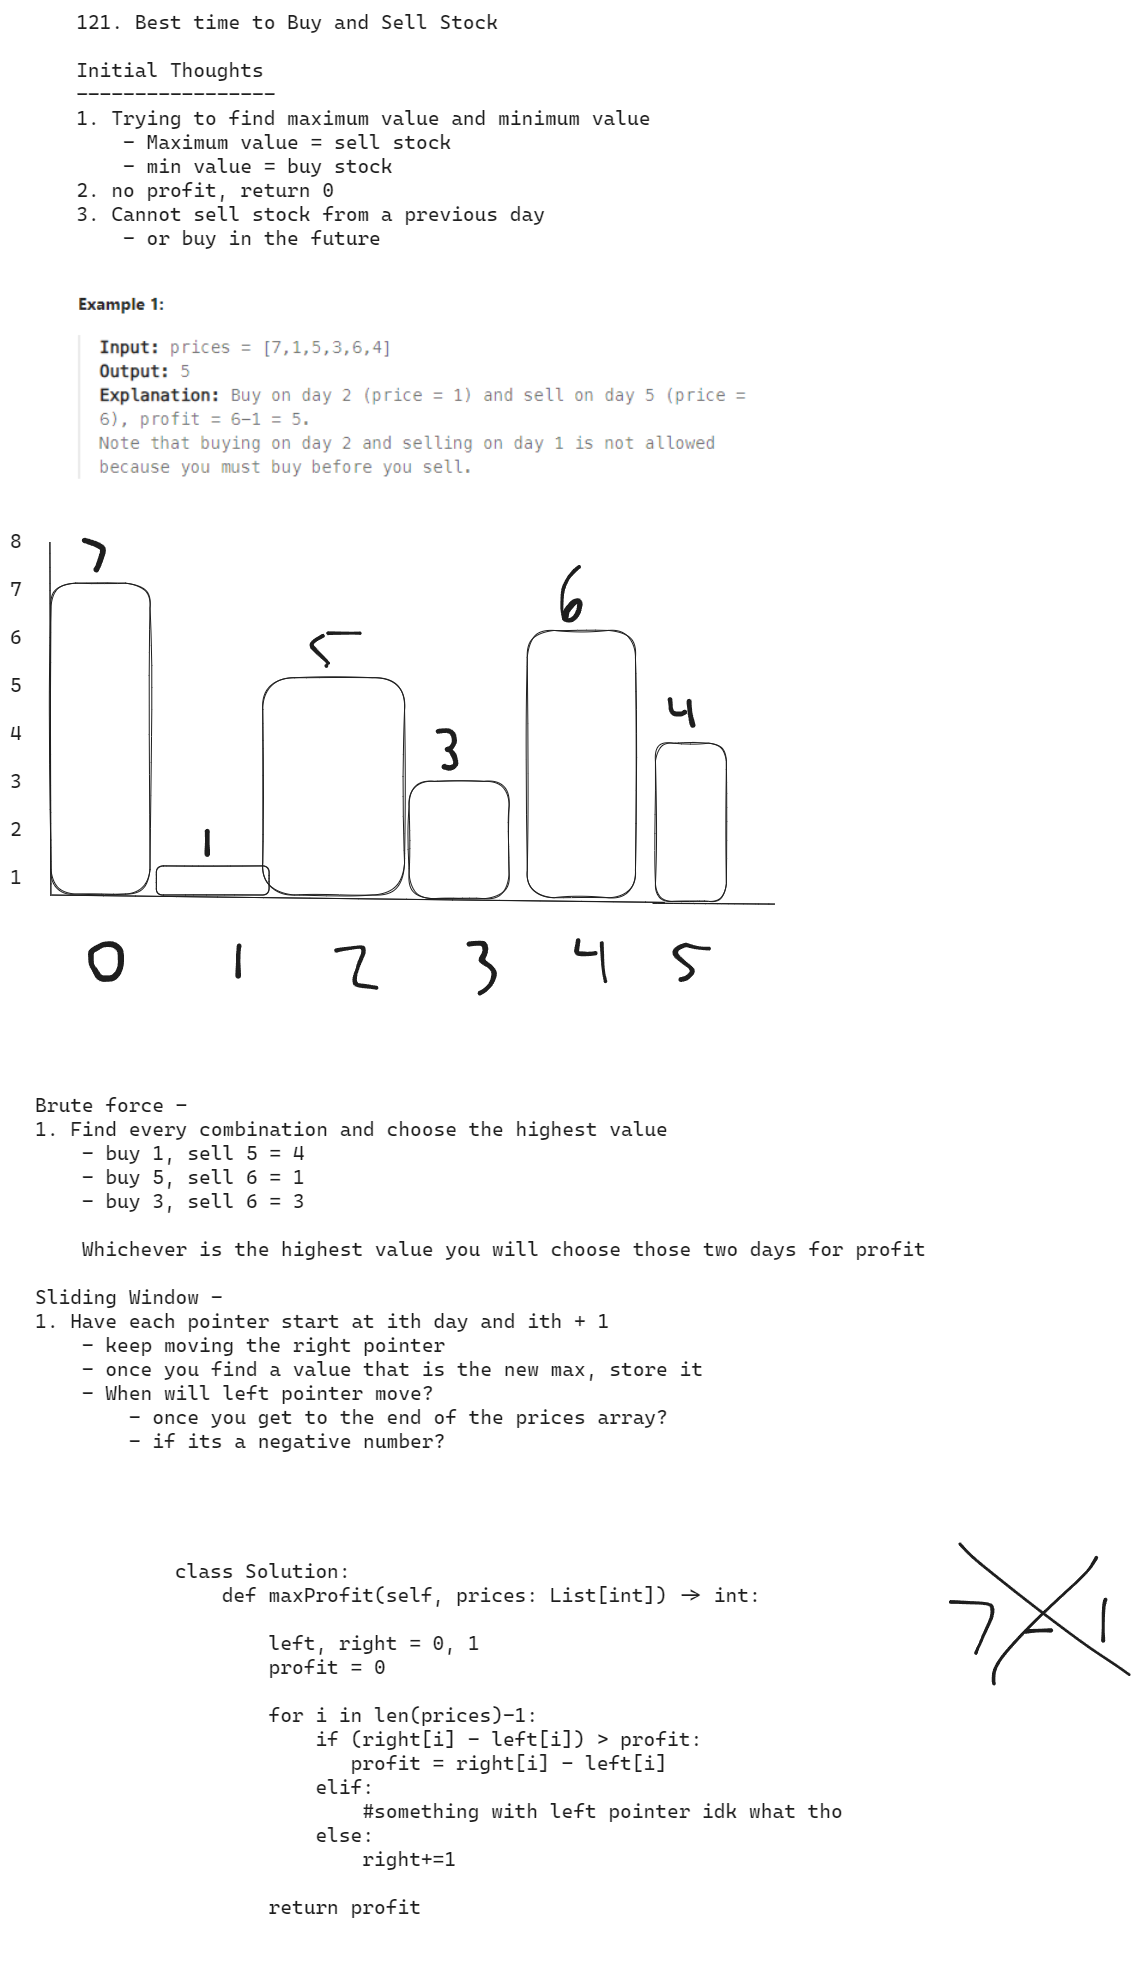 121. Best time to Buy and Sell Stock
Initial Thoughts
-----------------
1. Trying to find maximum value and minimum value
- Maximum value = sell stock
- min value = buy stock
2. no profit, return 0
3. Cannot sell stock from a previous day
- or buy in the future
Example 1:
Input: prices = [7,1,5,3,6,4]
Output: 5
Explanation: Buy on day 2 (price = 1) and sell on day 5 (price =
6), profit = 6-1 = 5.
Note that buying on day 2 and selling on day 1 is not allowed
because you must buy before you sell.
8
7
7
6
6
5
5
4
4
3
3
2
1
1
0 1 2 3 4 5
Brute force -
1. Find every combination and choose the highest value
- buy 1, sell 5 = 4
- buy 5, sell 6 = 1
- buy 3, sell 6 = 3
Whichever is the highest value you will choose those two days for profit
Sliding Window -
1. Have each pointer start at ith day and ith + 1
- keep moving the right pointer
- once you find a value that is the new max, store it
- When will left pointer move?
- once you get to the end of the prices array?
- if its a negative number?
class Solution:
def maxProfit(self, prices: List[int]) -> int:
7 - 1
left, right = 0, 1
profit = 0
for i in len(prices)-1:
if (right[i] - left[i]) > profit:
profit = right[i] - left[i]
elif:
#something with left pointer idk what tho
else:
right+=1
return profit